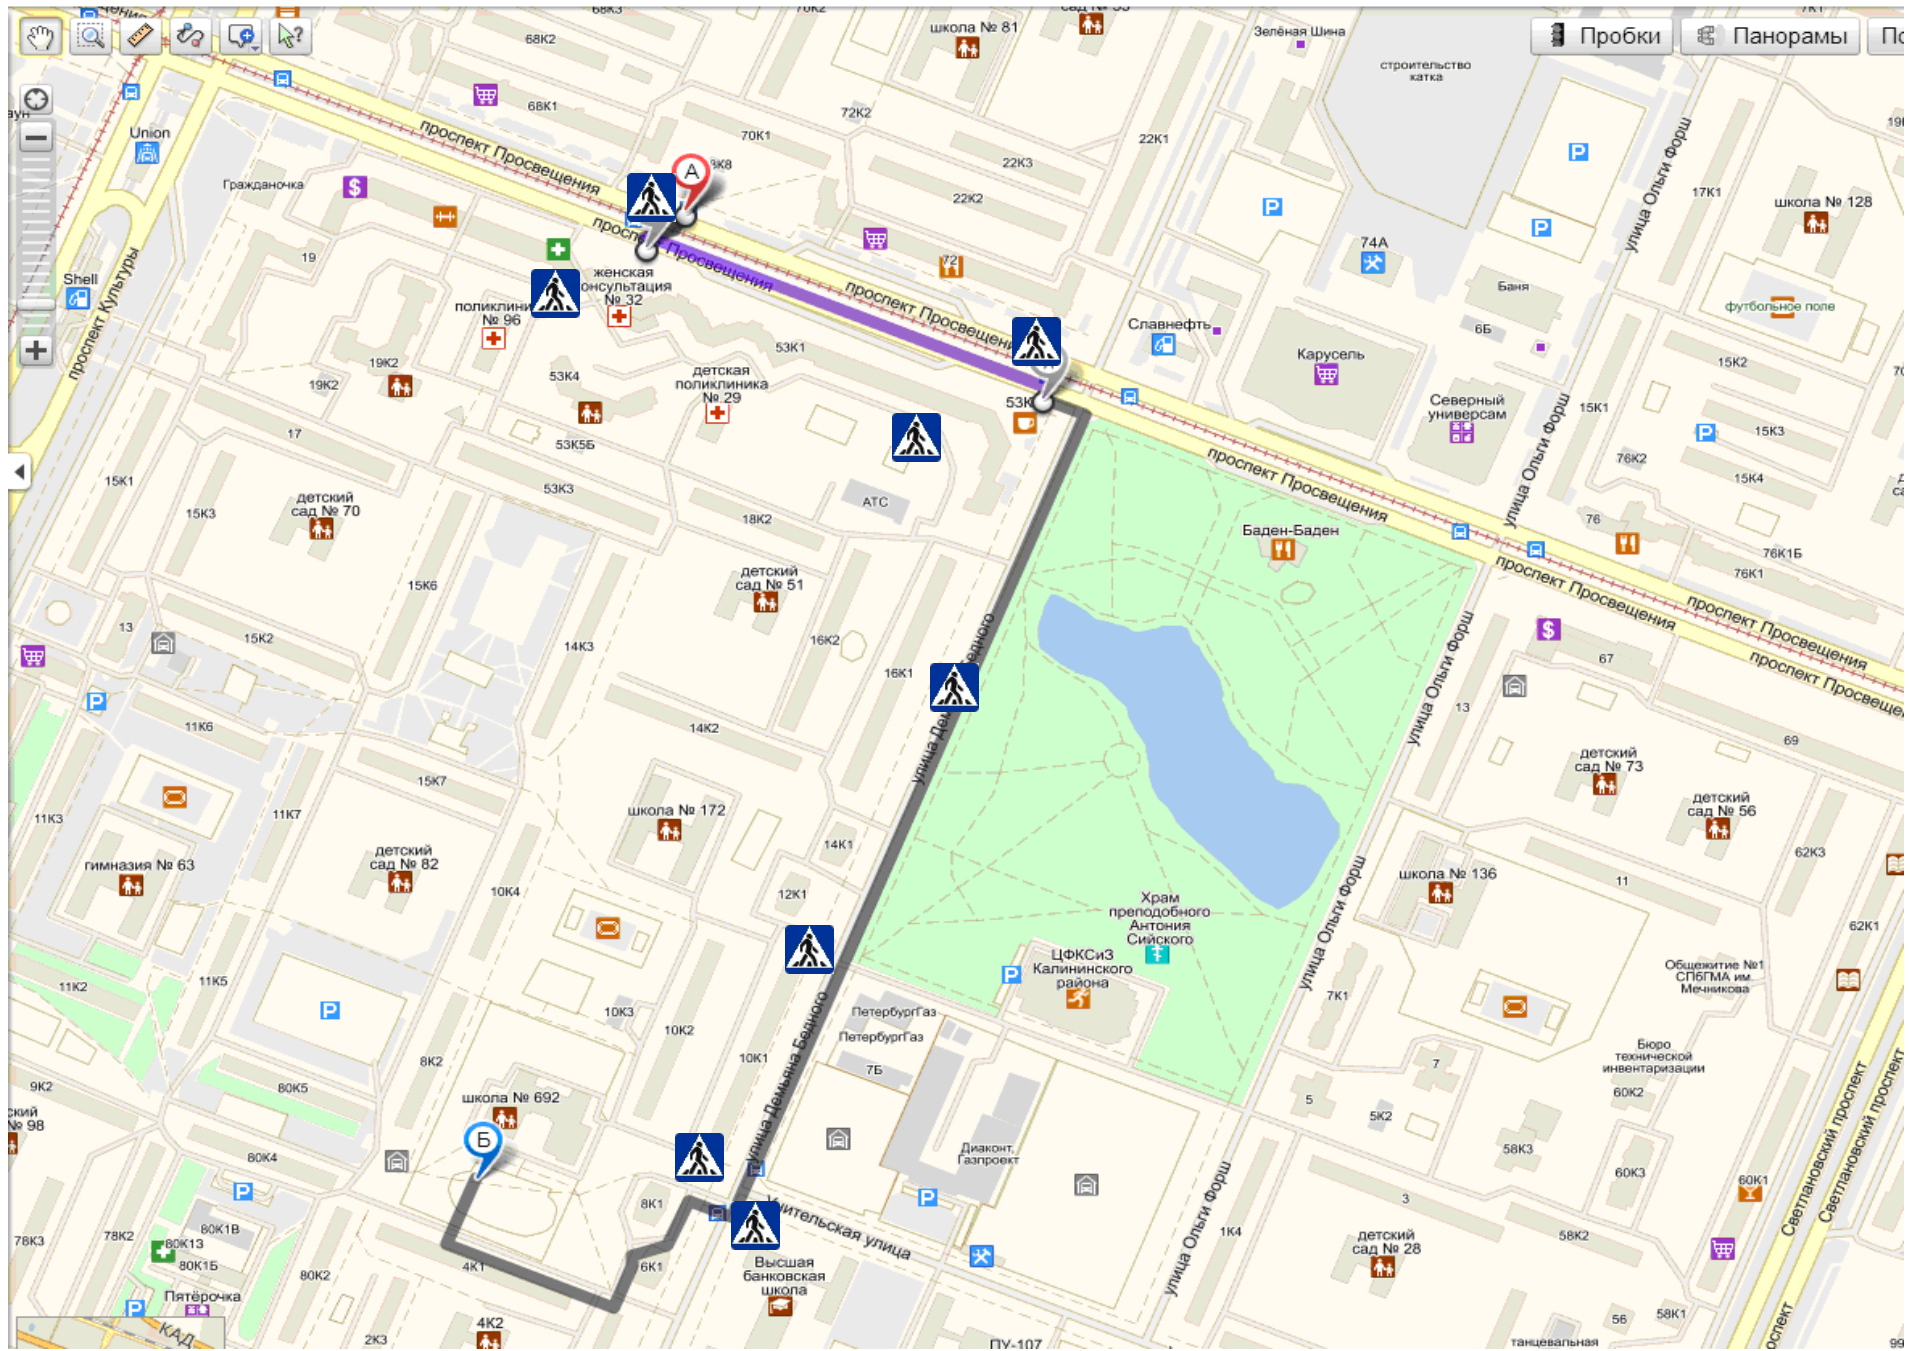 Пробки
Панорамы
68К3
70К2
школа № 81
Зелёная Шина
строительство
катка
68К2
68К1
72К2
70К1
22К1
22К3
22К2
Union
проспект Просвещения
Гражданочка
А
17К1
школа № 128
улица Ольги Форш
74А
19
Shell
проспект Культуры
женская
консультация
№ 32
поликлиника
№ 96
Просвещения
72
проспект Просвещения
Славнефть
Баня
футбольное поле
6Б
Карусель
15К2
53К1
19К2
19К2
53К4
детская
поликлиника
№ 29
Северный
универсам
15К1
15К3
17
53К5Б
76К2
15К4
проспект Просвещения
улица Ольги Форш
15К1
детский
сад № 70
53К3
АТС
15К3
18К2
Баден-Баден
76
76К1Б
76К1
проспект Просвещения
проспект Просвещения
проспект Просвещения
15К6
детский
сад № 51
13
15К2
14К3
16К2
16К1
67
улица Ольги Форш
13
11К6
14К2
69
детский
сад № 73
15К7
11К3
11К7
школа № 172
детский
сад № 56
14К1
гимназия № 63
детский
сад № 82
10К4
12К1
62К3
школа № 136
11
Храм
преподобного
Антония
Сийского
62К1
улица Ольги Форш
ЦФКСиЗ
Калининского
района
Общежитие №1
СПбГМА им.
Мечникова
11К2
11К5
7К1
10К3
10К2
ПетербургГаз
ПетербургГаз
7Б
10К1
улица Демьяна Бедного
8К2
Бюро
технической
инвентаризации
7
9К2
80К5
школа № 692
5
5К2
60К2
Б
№ 98
80К4
Диаконт,
Газпроект
58К3
60К3
60К1
Светлановский проспект
Светлановский проспект
8К1
3
80К1В
78К3
78К2
80К13
80К1Б
улица Ольги Форш
1К4
58К2
детский
сад № 28
4К1
6К1
80К2
Высшая
банковская
школа
Пятёрочка
58К1
56
КАД
2К3
4К2
ПУ-107
танцевальная